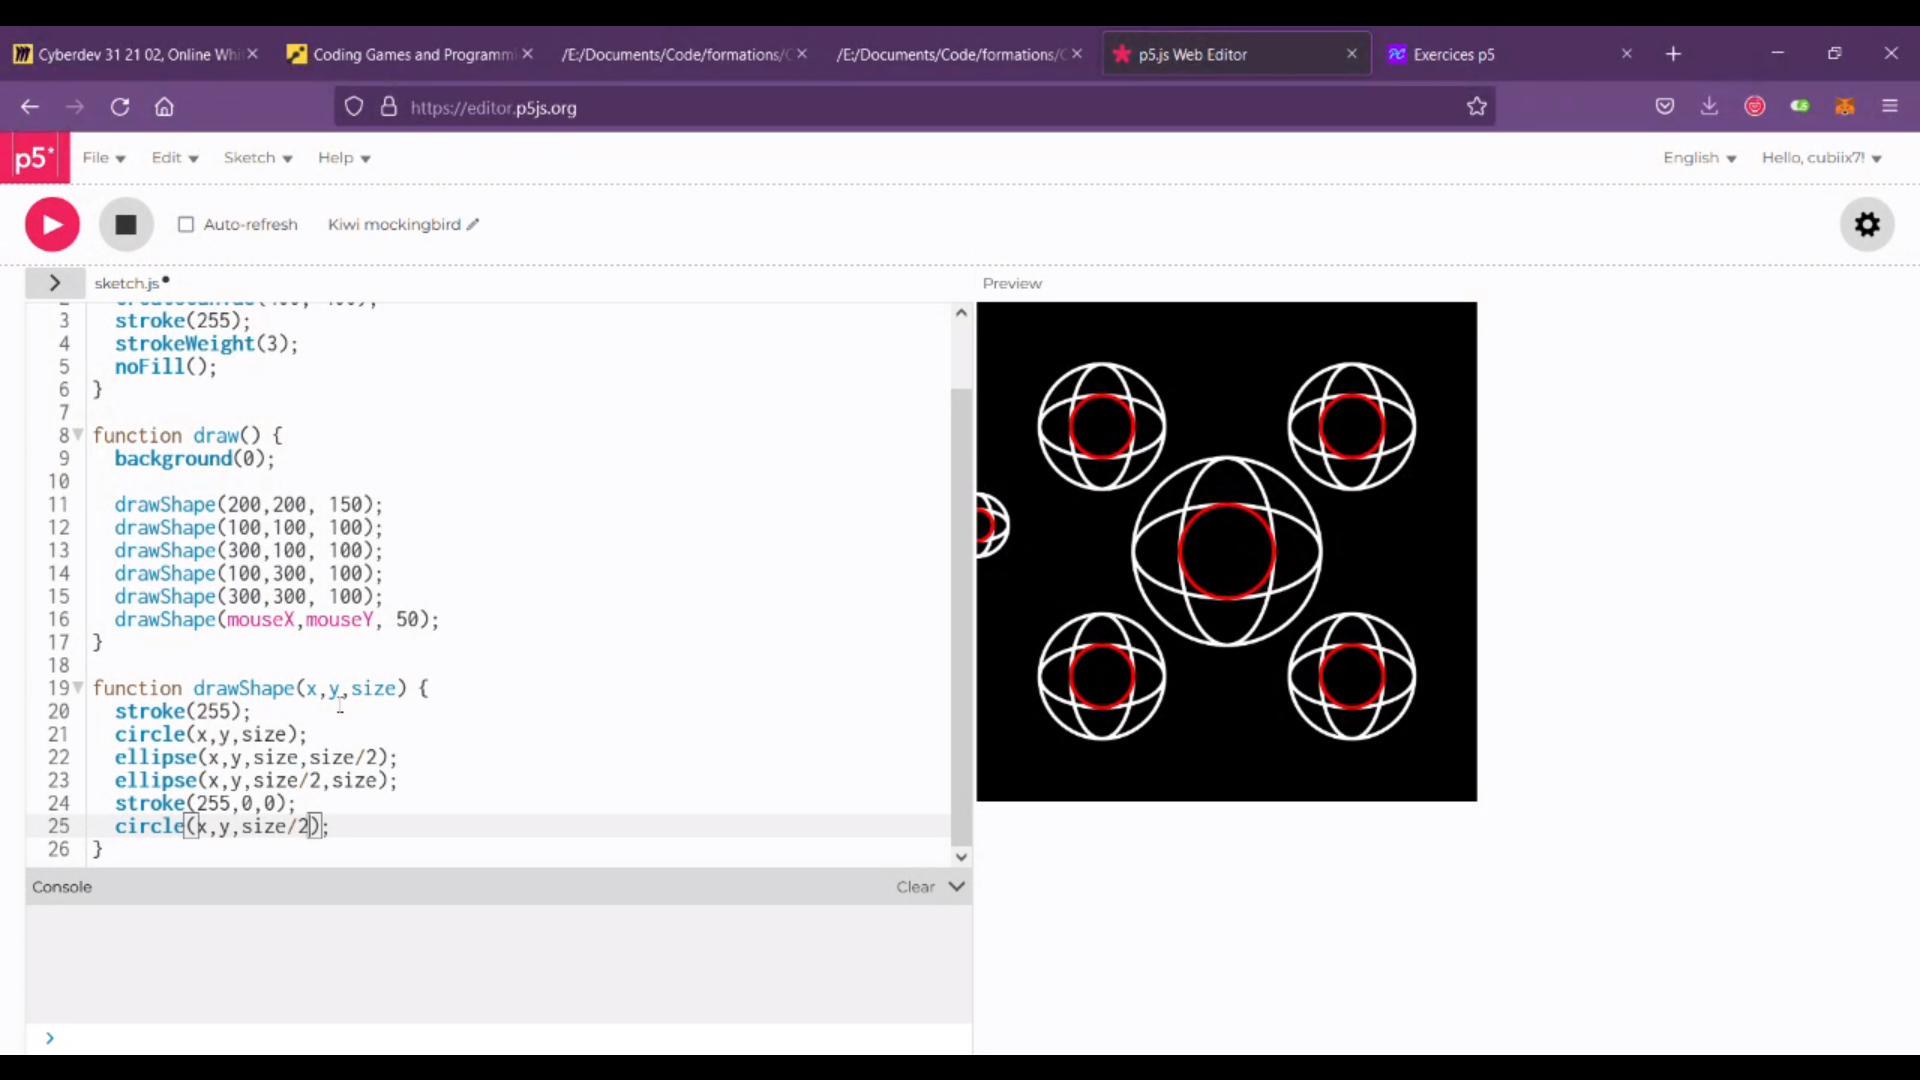 Cyberdev 31 21 02, Online Whi
Coding Games and Programmi
/E:/Documents/Code/formations/C
/E:/Documents/Code/formations/C
p5.js Web Editor
Exercices p5
https://editor.p5js.org
p5*
File
Edit
Sketch
Help
English
Hello, cubiix7!
Auto-refresh
Kiwi mockingbird
sketch.js
Preview
3 stroke(255);
4 strokeWeight(3);
5 noFill();
6 }
7
8 function draw() {
9 background(0);
10
11 drawShape(200,200, 150);
12 drawShape(100,100, 100);
13 drawShape(300,100, 100);
14 drawShape(100,300, 100);
15 drawShape(300,300, 100);
16 drawShape(mouseX,mouseY, 50);
17 }
18
19 function drawShape(x,y,size) {
20 stroke(255);
21 circle(x,y,size);
22 ellipse(x,y,size,size/2);
23 ellipse(x,y,size/2,size);
24 stroke(255,0,0);
25 circle(x,y,size/2);
26 }
Console
Clear